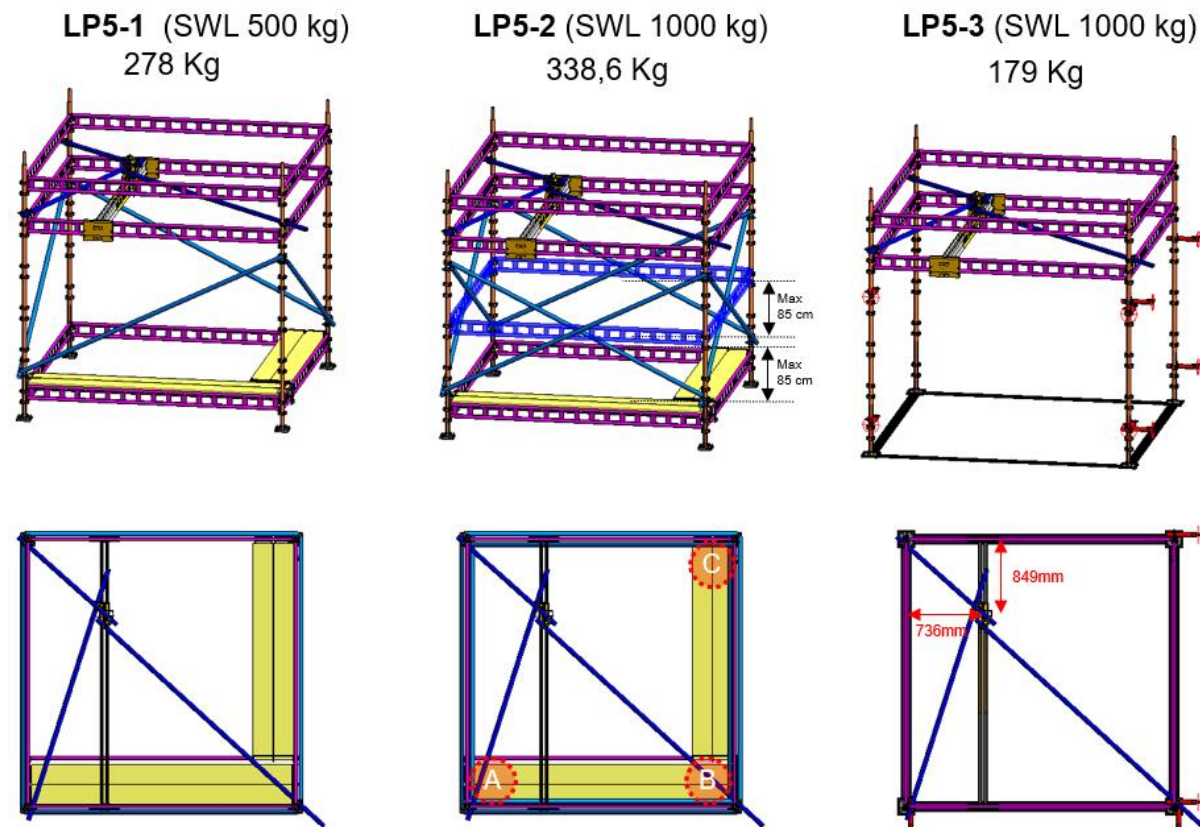 LP5-1 (SWL 500 kg)
278 Kg
LP5-2 (SWL 1000 kg)
338,6 Kg
LP5-3 (SWL 1000 kg)
179 Kg
Max
85 cm
Max
85 cm
C
A
B
849mm
736mm